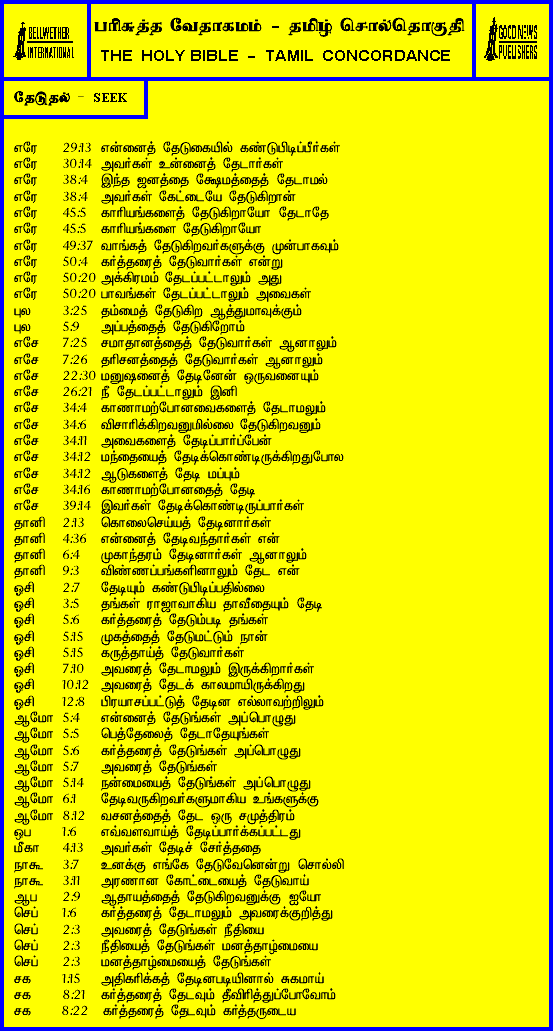 BELLWETHER
INTERNATIONAL
பரிசுத்த வேதாகமம் - தமிழ் சொல்தொகுதி
THE HOLY BIBLE - TAMIL CONCORDANCE
GOOD NEWS
PUBLISHERS
தேடுதல் - SEEK
எரே 29:13 என்னைத் தேடுகையில் கண்டுபிடிப்பீர்கள்
எரே 30:14 அவர்கள் உன்னைத் தேடார்கள்
எரே 38:4 இந்த ஜனத்தை க்ஷேமத்தைத் தேடாமல்
எரே 38:4 அவர்கள் கேட்டையே தேடுகிறான்
எரே 45:5 காரியங்களைத் தேடுகிறாயோ தேடாதே
எரே 45:5 காரியங்களை தேடுகிறாயோ
எரே 49:37 வாங்கத் தேடுகிறவர்களுக்கு முன்பாகவும்
எரே 50:4 கர்த்தரைத் தேடுவார்கள் என்று
எரே 50:20 அக்கிரமம் தேடப்பட்டாலும் அது
எரே 50:20 பாவங்கள் தேடப்பட்டாலும் அவைகள்
புல 3:25 தம்மைத் தேடுகிற ஆத்துமாவுக்கும்
புல 5:9 அப்பத்தைத் தேடுகிறோம்
எசே 7:25 சமாதானத்தைத் தேடுவார்கள் ஆனாலும்
எசே 7:26 தரிசனத்தைத் தேடுவார்கள் ஆனாலும்
எசே 22:30 மனுஷனைத் தேடினேன் ஒருவனையும்
எசே 26:21 நீ தேடப்பட்டாலும் இனி
எசே 34:4 காணாமற்போனவைகளைத் தேடாமலும்
எசே 34:6 விசாரிக்கிறவனுமில்லை தேடுகிறவனும்
எசே 34:11 அவைகளைத் தேடிப்பார்ப்பேன்
எசே 34:12 மந்தையைத் தேடிக்கொண்டிருக்கிறதுபோல
எசே 34:12 ஆடுகளைத் தேடி மப்பும்
எசே 34:16 காணாமற்போனதைத் தேடி
எசே 39:14 இவர்கள் தேடிக்கொண்டிருப்பார்கள்
தானி 2:13 கொலைசெய்யத் தேடினார்கள்
தானி 4:36 என்னைத் தேடிவந்தார்கள் என்
தானி 6:4 முகாந்தரம் தேடினார்கள் ஆனாலும்
தானி 9:3 விண்ணப்பங்களினாலும் தேட என்
ஓசி 2:7 தேடியும் கண்டுபிடிப்பதில்லை
ஓசி 3:5 தங்கள் ராஜாவாகிய தாவீதையும் தேடி
ஓசி 5:6 கர்த்தரைத் தேடும்படி தங்கள்
ஓசி 5:15 முகத்தைத் தேடுமட்டும் நான்
ஓசி 5:15 கருத்தாய்த் தேடுவார்கள்
ஓசி 7:10 அவரைத் தேடாமலும் இருக்கிறார்கள்
ஓசி 10:12 அவரைத் தேடக் காலமாயிருக்கிறது
ஓசி 12:8 பிரயாசப்பட்டுத் தேடின எல்லாவற்றிலும்
ஆமோ 5:4 என்னைத் தேடுங்கள் அப்பொழுது
ஆமோ 5:5 பெத்தேலைத் தேடாதேயுங்கள்
ஆமோ 5:6 கர்த்தரைத் தேடுங்கள் அப்பொழுது
ஆமோ 5:7 அவரைத் தேடுங்கள்
ஆமோ 5:14 நன்மையைத் தேடுங்கள் அப்பொழுது
ஆமோ 6:1 தேடிவருகிறவர்களுமாகிய உங்களுக்கு
ஆமோ 8:12 வசனத்தைத் தேட ஒரு சமுத்திரம்
ஒப 1:6 எவ்வளவாய்த் தேடிப்பார்க்கப்பட்டது
மீகா 4:13 அவர்கள் தேடிச் சேர்த்ததை
நாகூ 3:7 உனக்கு எங்கே தேடுவேனென்று சொல்லி
நாகூ 3:11 அரணான கோட்டையைத் தேடுவாய்
ஆப 2:9 ஆதாயத்தைத் தேடுகிறவனுக்கு ஐயோ
செப் 1:6 கர்த்தரைத் தேடாமலும் அவரைக்குறித்து
செப் 2:3 அவரைத் தேடுங்கள் நீதியை
செப் 2:3 நீதியைத் தேடுங்கள் மனத்தாழ்மையை
செப் 2:3 மனத்தாழ்மையைத் தேடுங்கள்
சக 1:15 அதிகரிக்கத் தேடினபடியினால் சுகமாய்
சக 8:21 கர்த்தரைத் தேடவும் தீவிரித்துப்போவோம்
சக 8:22 கர்த்தரைத் தேடவும் கர்த்தருடைய